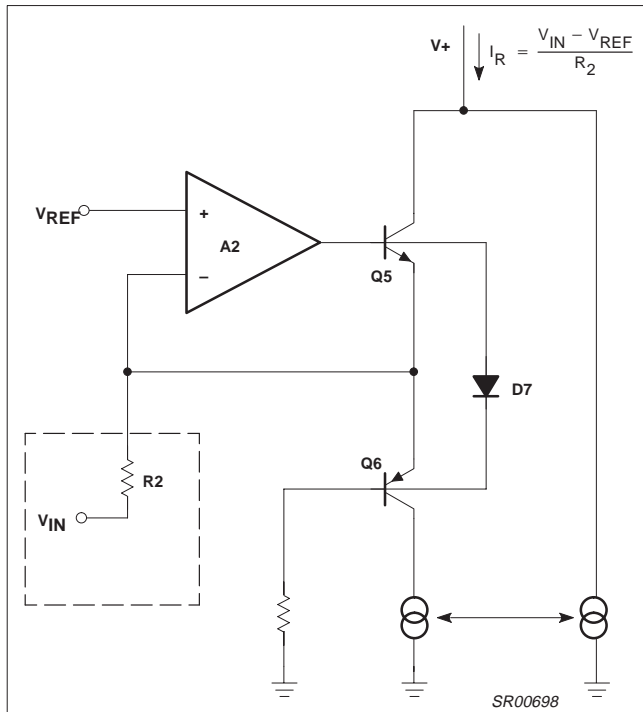 V+
I_R = (V_IN − V_REF) / R_2
V_REF
+
A2
−
Q5
D7
Q6
R2
V_IN
SR00698